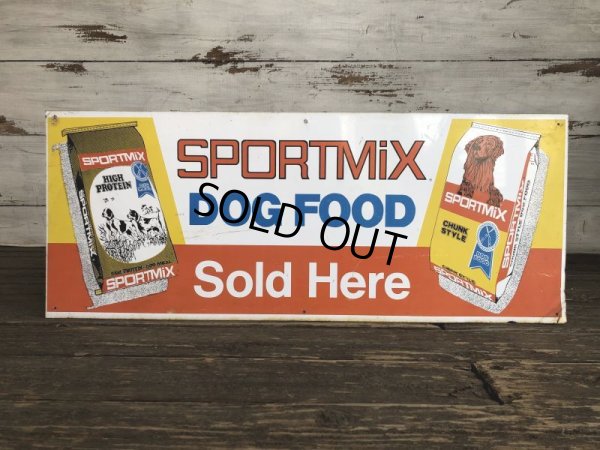 SPORTMiX
DOG FOOD
SOLD OUT
Sold Here
SPORTMiX
HIGH
PROTEIN
SPORTMiX
SPORTMiX
CHUNK
STYLE
SPORTMiX